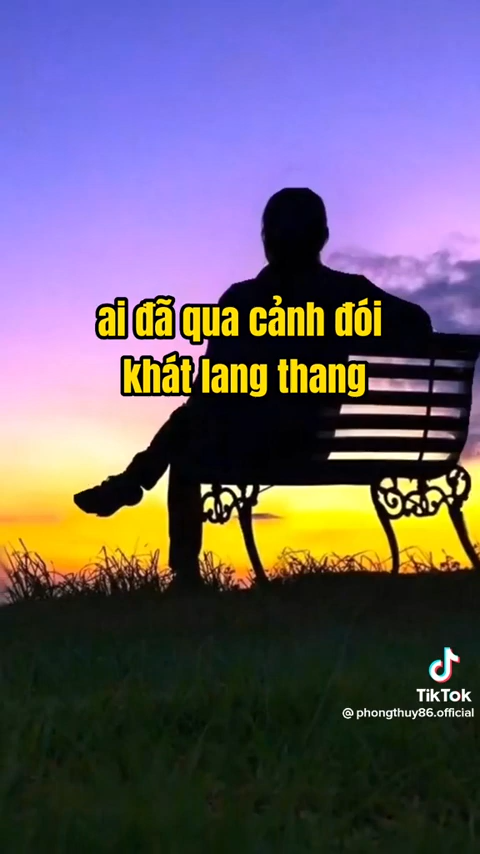 ai đã qua cảnh đói
khát lang thang
TikTok
@phongthuy86.official